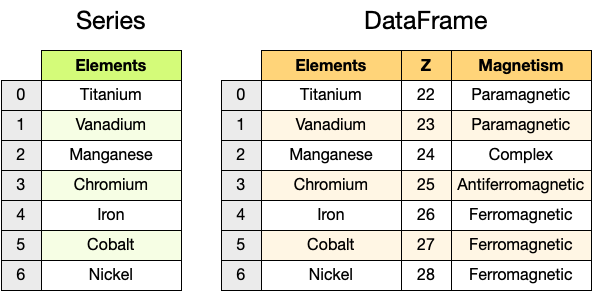 Series DataFrame
Elements Elements Z Magnetism
0 Titanium 0 Titanium 22 Paramagnetic
1 Vanadium 1 Vanadium 23 Paramagnetic
2 Manganese 2 Manganese 24 Complex
3 Chromium 3 Chromium 25 Antiferromagnetic
4 Iron 4 Iron 26 Ferromagnetic
5 Cobalt 5 Cobalt 27 Ferromagnetic
6 Nickel 6 Nickel 28 Ferromagnetic